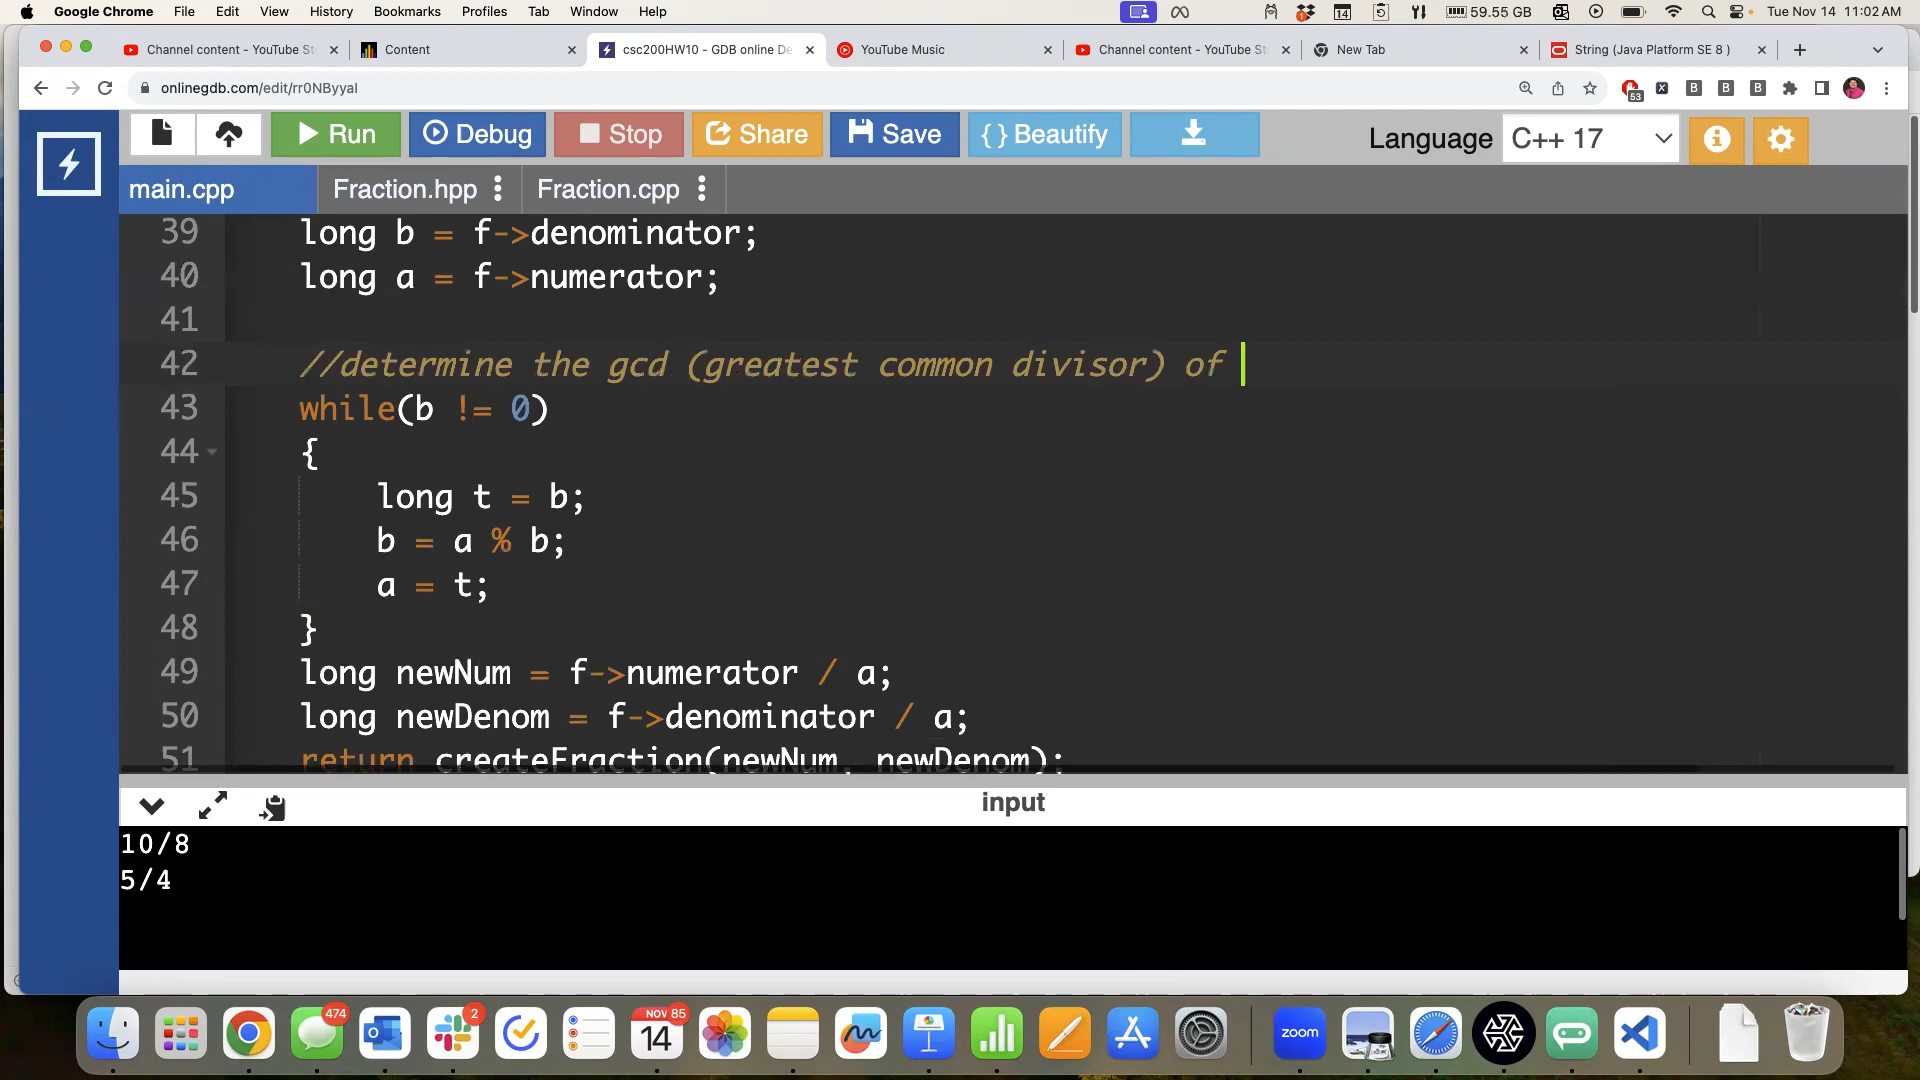 Google Chrome File Edit View History Bookmarks Profiles Tab Window Help 14 59.55 GB Tue Nov 14 11:02 AM
Channel content - YouTube St Content csc200HW10 - GDB online De YouTube Music Channel content - YouTube St New Tab String (Java Platform SE 8 )
onlinegdb.com/edit/rr0NByyal 53
Run Debug Stop Share Save {} Beautify Language C++ 17
main.cpp Fraction.hpp Fraction.cpp
39 long b = f->denominator;
40 long a = f->numerator;
41
42 //determine the gcd (greatest common divisor) of
43 while(b != 0)
44 {
45 long t = b;
46 b = a % b;
47 a = t;
48 }
49 long newNum = f->numerator / a;
50 long newDenom = f->denominator / a;
51 return createFraction(newNum, newDenom);
input
10/8
5/4
474 2 NOV 85
14 zoom